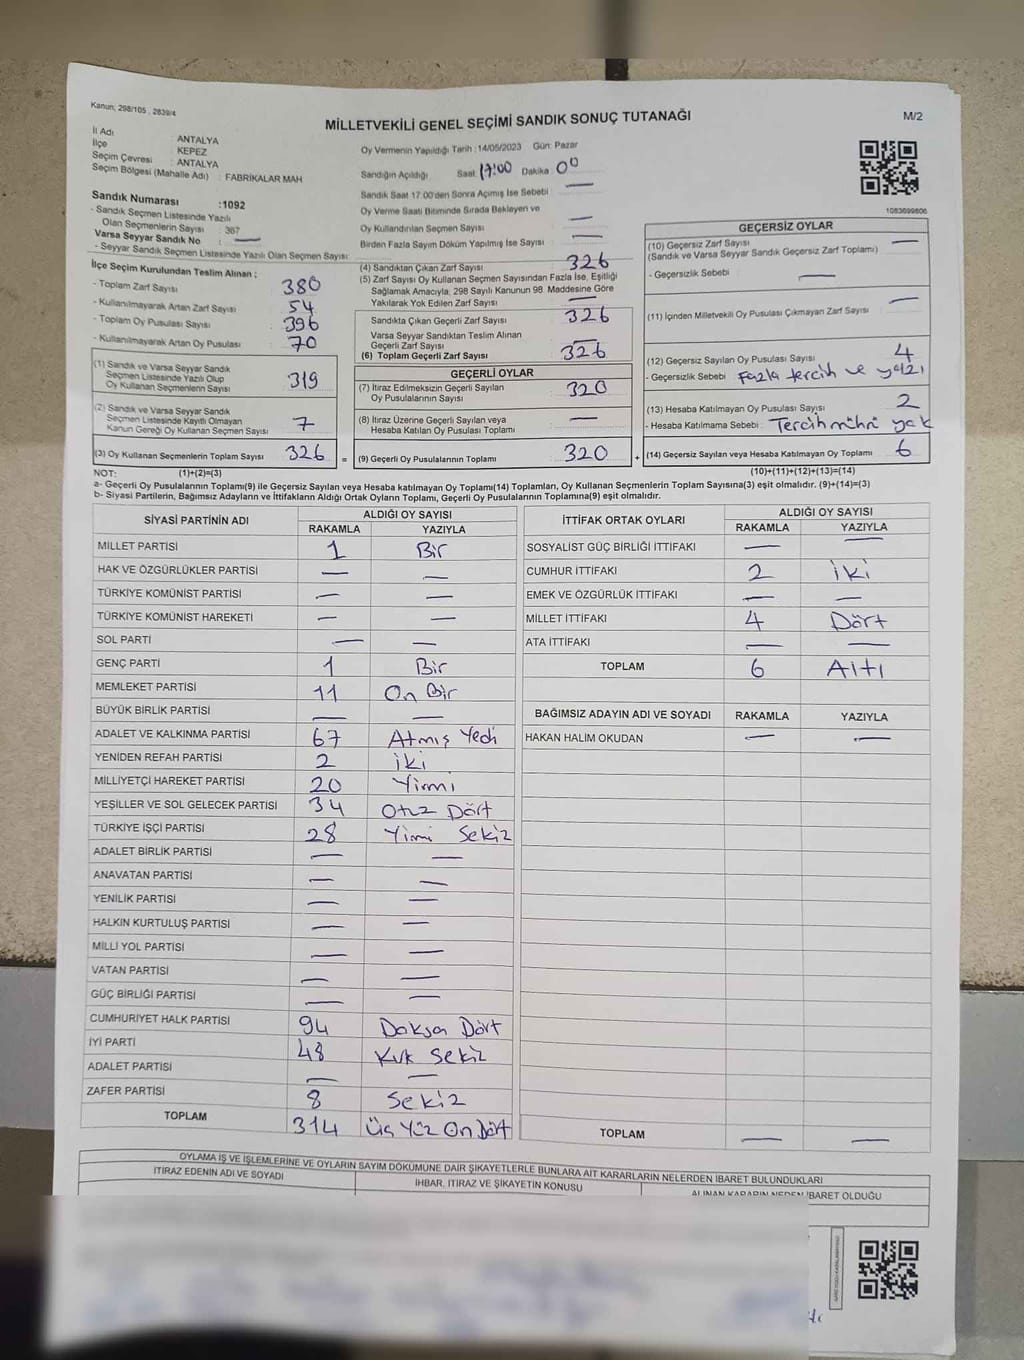 Kanun; 298/105 , 2839/4
MİLLETVEKİLİ GENEL SEÇİMİ SANDIK SONUÇ TUTANAĞI
M/2
İl Adı : ANTALYA
İlçe : KEPEZ
Seçim Çevresi : ANTALYA
Seçim Bölgesi (Mahalle Adı) : FABRİKALAR MAH
Oy Vermenin Yapıldığı Tarih : 14/05/2023 Gün: Pazar
Sandığın Açıldığı Saat 17:00 Dakika 00
Sandık Saat 17.00'den Sonra Açılmış İse Sebebi : —
Oy Verme Saati Bitiminde Sırada Bekleyen ve
Oy Kullandırılan Seçmen Sayısı : —
Birden Fazla Sayım Döküm Yapılmış İse Sayısı : —
Sandık Numarası :1092
- Sandık Seçmen Listesinde Yazılı
Olan Seçmenlerin Sayısı : 367
Varsa Seyyar Sandık No : —
- Seyyar Sandık Seçmen Listesinde Yazılı Olan Seçmen Sayısı :
1083699806
İlçe Seçim Kurulundan Teslim Alınan ;
- Toplam Zarf Sayısı : 380
- Kullanılmayarak Artan Zarf Sayısı : 54
- Toplam Oy Pusulası Sayısı : 396
- Kullanılmayarak Artan Oy Pusulası : 70
(1) Sandık ve Varsa Seyyar Sandık
Seçmen Listesinde Yazılı Olup
Oy Kullanan Seçmenlerin Sayısı 319
(2) Sandık ve Varsa Seyyar Sandık
Seçmen Listesinde Kayıtlı Olmayan
Kanun Gereği Oy Kullanan Seçmen Sayısı 7
(3) Oy Kullanan Seçmenlerin Toplam Sayısı 326 =
(4) Sandıktan Çıkan Zarf Sayısı 326
(5) Zarf Sayısı Oy Kullanan Seçmen Sayısından Fazla İse, Eşitliği
Sağlamak Amacıyla, 298 Sayılı Kanunun 98. Maddesine Göre
Yakılarak Yok Edilen Zarf Sayısı —
Sandıkta Çıkan Geçerli Zarf Sayısı 326
Varsa Seyyar Sandıktan Teslim Alınan
Geçerli Zarf Sayısı —
(6) Toplam Geçerli Zarf Sayısı 326
GEÇERLİ OYLAR
(7) İtiraz Edilmeksizin Geçerli Sayılan
Oy Pusulalarının Sayısı 320
(8) İtiraz Üzerine Geçerli Sayılan veya
Hesaba Katılan Oy Pusulası Toplamı —
(9) Geçerli Oy Pusulalarının Toplamı 320 +
GEÇERSİZ OYLAR
(10) Geçersiz Zarf Sayısı —
(Sandık ve Varsa Seyyar Sandık Geçersiz Zarf Toplamı)
- Geçersizlik Sebebi : —
(11) İçinden Milletvekili Oy Pusulası Çıkmayan Zarf Sayısı —
(12) Geçersiz Sayılan Oy Pusulası Sayısı 4
- Geçersizlik Sebebi : Fazla tercih ve yazı
(13) Hesaba Katılmayan Oy Pusulası Sayısı 2
- Hesaba Katılmama Sebebi : Tercih mührü yok
(14) Geçersiz Sayılan veya Hesaba Katılmayan Oy Toplamı 6
NOT: (1)+(2)=(3) (10)+(11)+(12)+(13)=(14)
a- Geçerli Oy Pusulalarının Toplamı(9) ile Geçersiz Sayılan veya Hesaba katılmayan Oy Toplamı(14) Toplamları, Oy Kullanan Seçmenlerin Toplam Sayısına(3) eşit olmalıdır. (9)+(14)=(3)
b- Siyasi Partilerin, Bağımsız Adayların ve İttifakların Aldığı Ortak Oyların Toplamı, Geçerli Oy Pusulalarının Toplamına(9) eşit olmalıdır.
SİYASİ PARTİNİN ADI ALDIĞI OY SAYISI
RAKAMLA YAZIYLA
MİLLET PARTİSİ 1 Bir
HAK VE ÖZGÜRLÜKLER PARTİSİ — —
TÜRKİYE KOMÜNİST PARTİSİ — —
TÜRKİYE KOMÜNİST HAREKETİ — —
SOL PARTİ — —
GENÇ PARTİ 1 Bir
MEMLEKET PARTİSİ 11 On Bir
BÜYÜK BİRLİK PARTİSİ — —
ADALET VE KALKINMA PARTİSİ 67 Atmış Yedi
YENİDEN REFAH PARTİSİ 2 iki
MİLLİYETÇİ HAREKET PARTİSİ 20 Yirmi
YEŞİLLER VE SOL GELECEK PARTİSİ 34 Otuz Dört
TÜRKİYE İŞÇİ PARTİSİ 28 Yirmi Sekiz
ADALET BİRLİK PARTİSİ — —
ANAVATAN PARTİSİ — —
YENİLİK PARTİSİ — —
HALKIN KURTULUŞ PARTİSİ — —
MİLLİ YOL PARTİSİ — —
VATAN PARTİSİ — —
GÜÇ BİRLİĞİ PARTİSİ — —
CUMHURİYET HALK PARTİSİ 94 Doksan Dört
İYİ PARTİ 48 Kırk Sekiz
ADALET PARTİSİ — —
ZAFER PARTİSİ 8 Sekiz
TOPLAM 314 Üç Yüz On Dört
İTTİFAK ORTAK OYLARI ALDIĞI OY SAYISI
RAKAMLA YAZIYLA
SOSYALİST GÜÇ BİRLİĞİ İTTİFAKI — —
CUMHUR İTTİFAKI 2 iki
EMEK VE ÖZGÜRLÜK İTTİFAKI — —
MİLLET İTTİFAKI 4 Dört
ATA İTTİFAKI — —
TOPLAM 6 Altı
BAĞIMSIZ ADAYIN ADI VE SOYADI RAKAMLA YAZIYLA
HAKAN HALİM OKUDAN — —
TOPLAM — —
OYLAMA İŞ VE İŞLEMLERİNE VE OYLARIN SAYIM DÖKÜMÜNE DAİR ŞİKAYETLERLE BUNLARA AİT KARARLARIN NELERDEN İBARET BULUNDUKLARI
İTİRAZ EDENİN ADI VE SOYADI İHBAR, İTİRAZ VE ŞİKAYETİN KONUSU ALINAN KARARIN NEDEN İBARET OLDUĞU